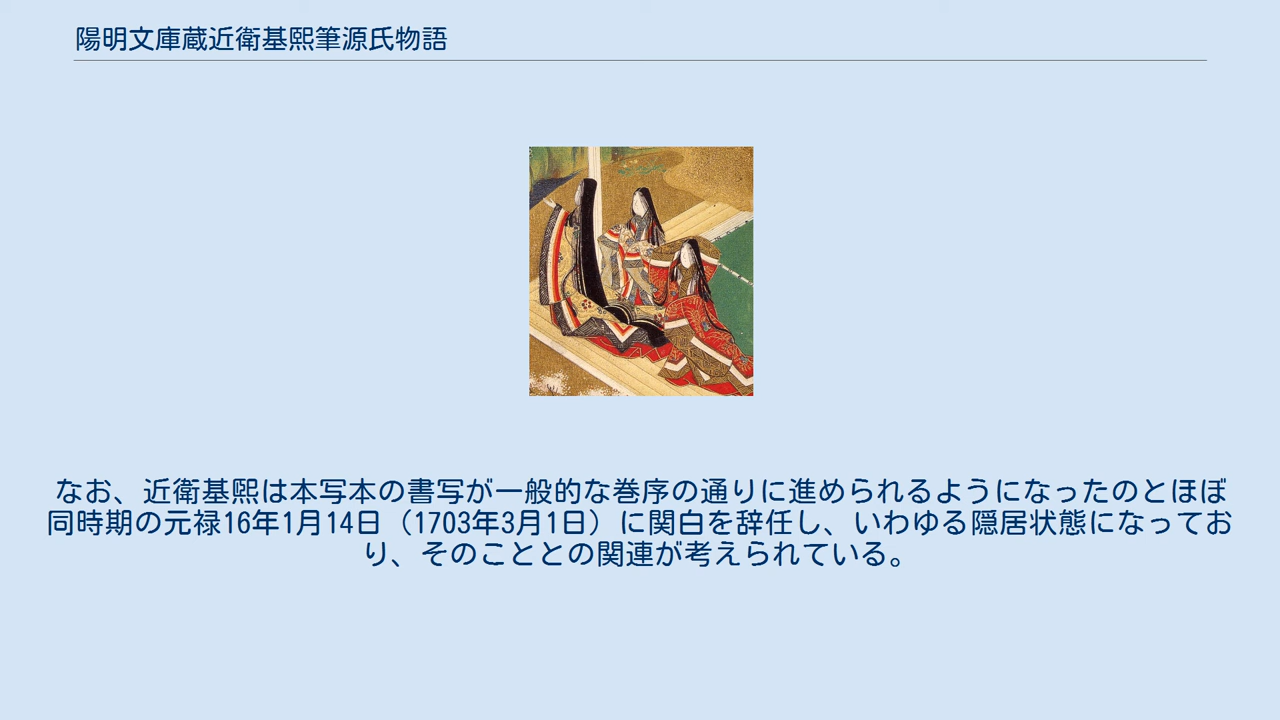 陽明文庫蔵近衛基熙筆源氏物語
なお、近衛基熙は本写本の書写が一般的な巻序の通りに進められるようになったのとほぼ
同時期の元禄16年1月14日（1703年3月1日）に関白を辞任し、いわゆる隠居状態になってお
り、そのこととの関連が考えられている。